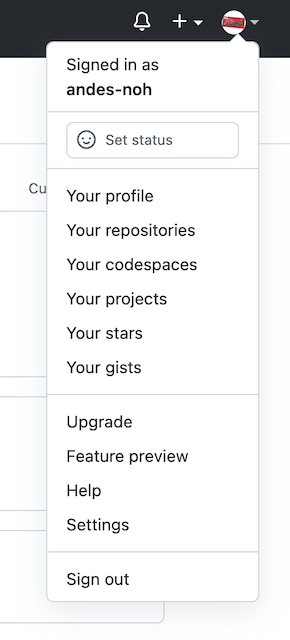 Signed in as
andes-noh
Set status
Cu
Your profile
Your repositories
Your codespaces
Your projects
Your stars
Your gists
Upgrade
Feature preview
Help
Settings
Sign out